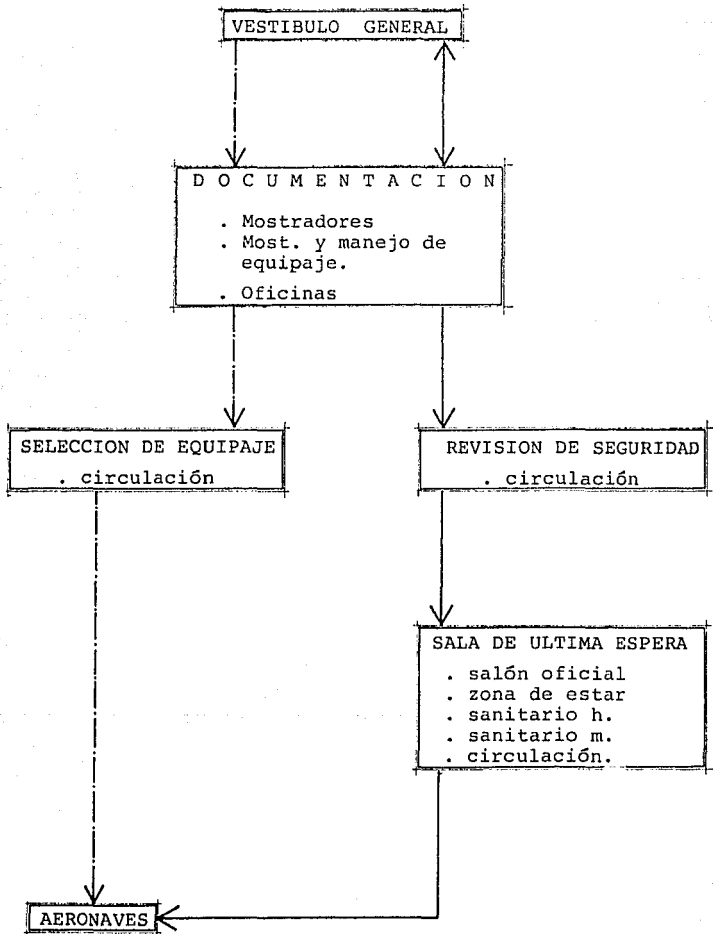 VESTIBULO GENERAL
D O C U M E N T A C I O N
. Mostradores
. Most. y manejo de
equipaje.
. Oficinas
SELECCION DE EQUIPAJE
. circulación
REVISION DE SEGURIDAD
. circulación
SALA DE ULTIMA ESPERA
. salón oficial
. zona de estar
. sanitario h.
. sanitario m.
. circulación.
AERONAVES